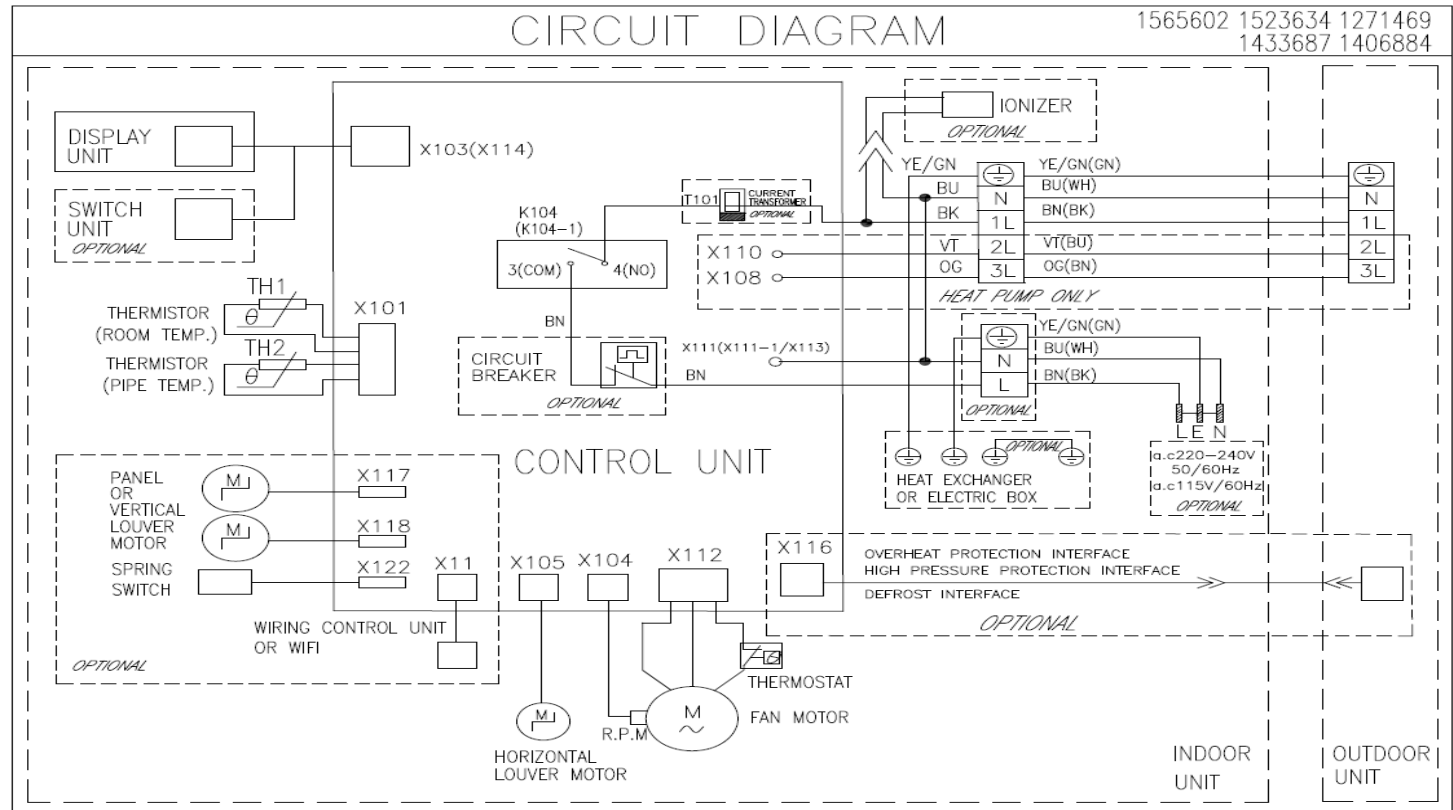 CIRCUIT DIAGRAM
1565602 1523634 1271469
1433687 1406884
DISPLAY
UNIT
X103(X114)
SWITCH
UNIT
OPTIONAL
TH1
THERMISTOR
(ROOM TEMP.)
θ
X101
TH2
THERMISTOR
(PIPE TEMP.)
θ
K104
(K104-1)
3(COM)
4(NO)
T101
CURRENT
TRANSFORMER
OPTIONAL
BN
CIRCUIT
BREAKER
OPTIONAL
BN
X111(X111-1/X113)
IONIZER
OPTIONAL
YE/GN
YE/GN(GN)
BU
N
BU(WH)
N
BK
1L
BN(BK)
1L
X110
VT
2L
VT(BU)
2L
X108
OG
3L
OG(BN)
3L
HEAT PUMP ONLY
YE/GN(GN)
N
BU(WH)
L
BN(BK)
OPTIONAL
L E N
a.c220-240V
50/60Hz
a.c115V/60Hz
OPTIONAL
OPTIONAL
HEAT EXCHANGER
OR ELECTRIC BOX
CONTROL UNIT
PANEL
OR
VERTICAL
LOUVER
MOTOR
M
X117
M
X118
SPRING
SWITCH
X122
X11
WIRING CONTROL UNIT
OR WIFI
OPTIONAL
X105
X104
X112
M
HORIZONTAL
LOUVER MOTOR
R.P.M
M
~
FAN MOTOR
θ
THERMOSTAT
X116
OVERHEAT PROTECTION INTERFACE
HIGH PRESSURE PROTECTION INTERFACE
DEFROST INTERFACE
OPTIONAL
INDOOR
UNIT
OUTDOOR
UNIT